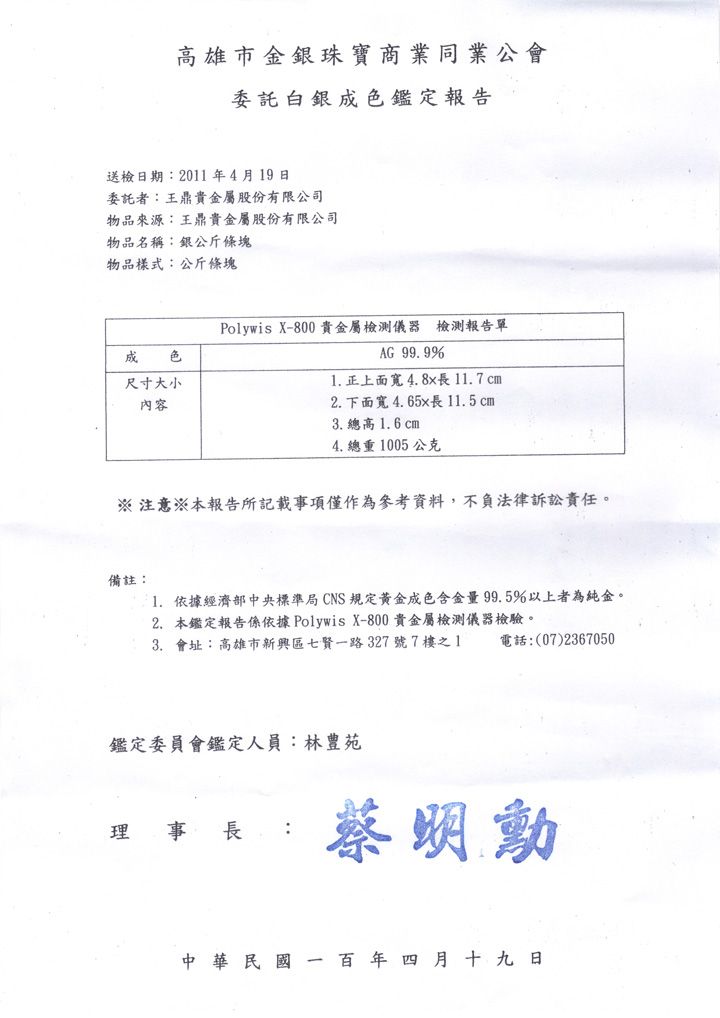 高雄市金銀珠寶商業同業公會
委託白銀成色鑑定報告
送檢日期：2011 年 4 月 19 日
委託者：王鼎貴金屬股份有限公司
物品來源：王鼎貴金屬股份有限公司
物品名稱：銀公斤條塊
物品樣式：公斤條塊
Polywis X-800 貴金屬檢測儀器　檢測報告單
成　色　AG 99.9%
尺寸大小　1.正上面寬 4.8×長 11.7 cm
內容　2.下面寬 4.65×長 11.5 cm
3.總高 1.6 cm
4.總重 1005 公克
※ 注意※本報告所記載事項僅作為參考資料，不負法律訴訟責任。
備註：
1. 依據經濟部中央標準局 CNS 規定黃金成色含金量 99.5%以上者為純金。
2. 本鑑定報告係依據 Polywis X-800 貴金屬檢測儀器檢驗。
3. 會址：高雄市新興區七賢一路 327 號 7 樓之 1　電話:(07)2367050
鑑定委員會鑑定人員：林豊苑
理事長：蔡明勳
中華民國一百年四月十九日